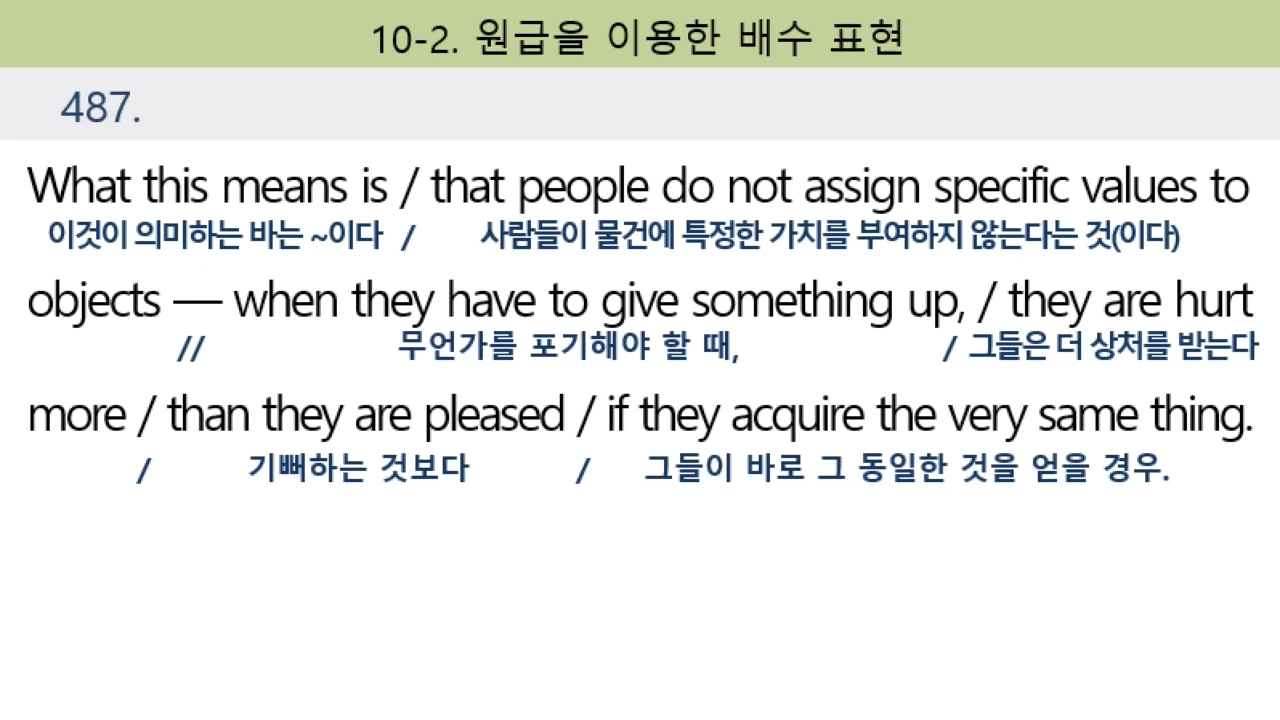 10-2. 원급을 이용한 배수 표현
487.
What this means is / that people do not assign specific values to
이것이 의미하는 바는 ~이다 / 사람들이 물건에 특정한 가치를 부여하지 않는다는 것(이다)
objects — when they have to give something up, / they are hurt
// 무언가를 포기해야 할 때, / 그들은 더 상처를 받는다
more / than they are pleased / if they acquire the very same thing.
/ 기뻐하는 것보다 / 그들이 바로 그 동일한 것을 얻을 경우.